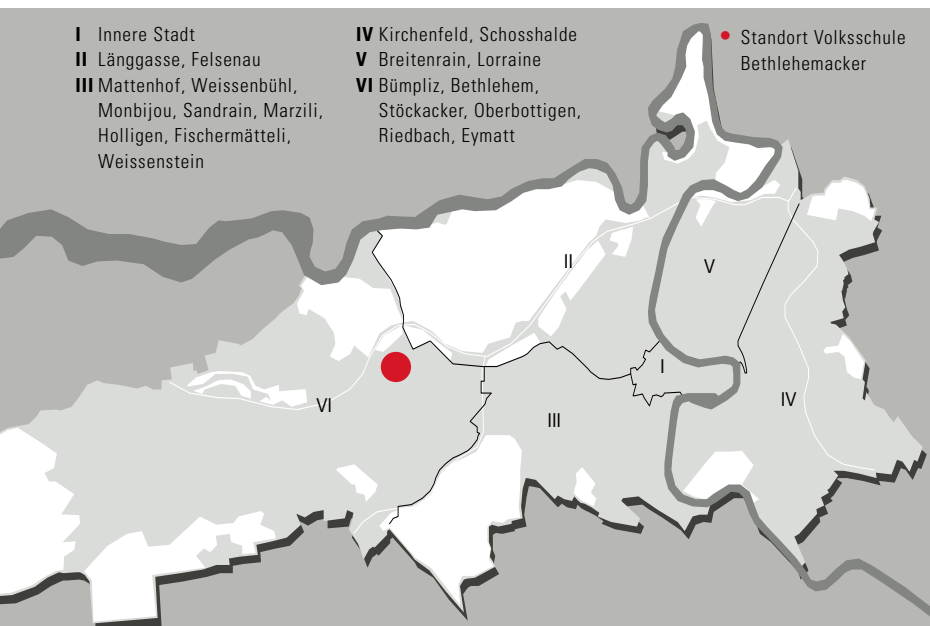 I Innere Stadt
II Länggasse, Felsenau
III Mattenhof, Weissenbühl,
Monbijou, Sandrain, Marzili,
Holligen, Fischermätteli,
Weissenstein
IV Kirchenfeld, Schosshalde
V Breitenrain, Lorraine
VI Bümpliz, Bethlehem,
Stöckacker, Oberbottigen,
Riedbach, Eymatt
Standort Volksschule
Bethlehemacker
II
V
I
VI
IV
III